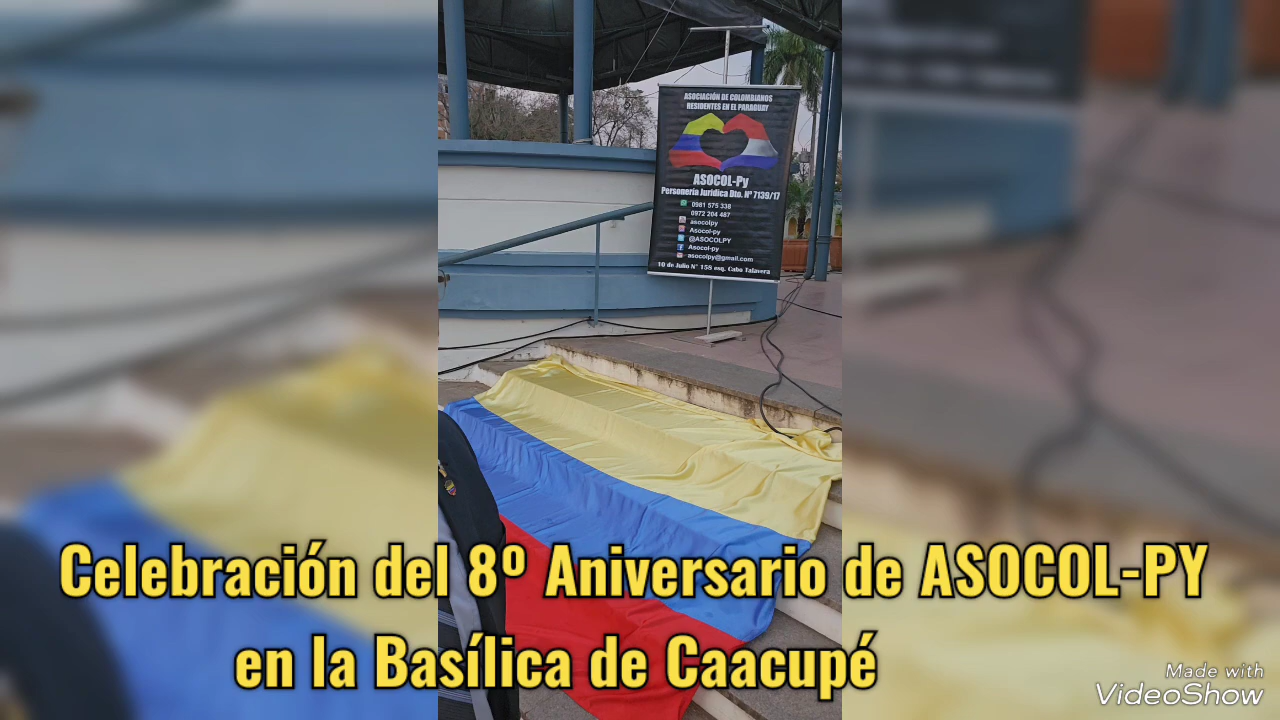 ASOCIACIÓN DE COLOMBIANOS
RESIDENTES EN EL PARAGUAY
ASOCOL-Py
Personería Jurídica Dto. Nº 7139/17
0981 575 338
0972 204 487
asocolpy
Asocol-py
@ASOCOLPY
Asocol-py
asocolpy@gmail.com
10 de Julio Nº 158 esq. Cabo Talavera
Celebración del 8º Aniversario de ASOCOL-PY
en la Basílica de Caacupé
Made with
VideoShow